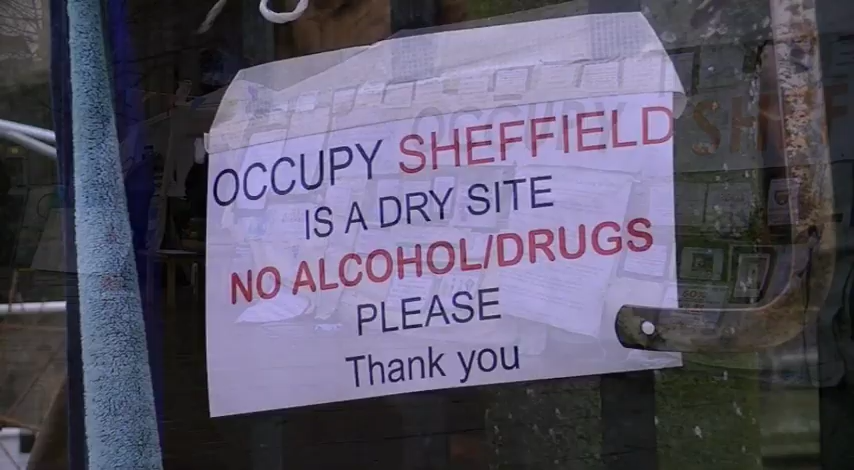 OCCUPY SHEFFIELD
IS A DRY SITE
NO ALCOHOL/DRUGS
PLEASE
Thank you